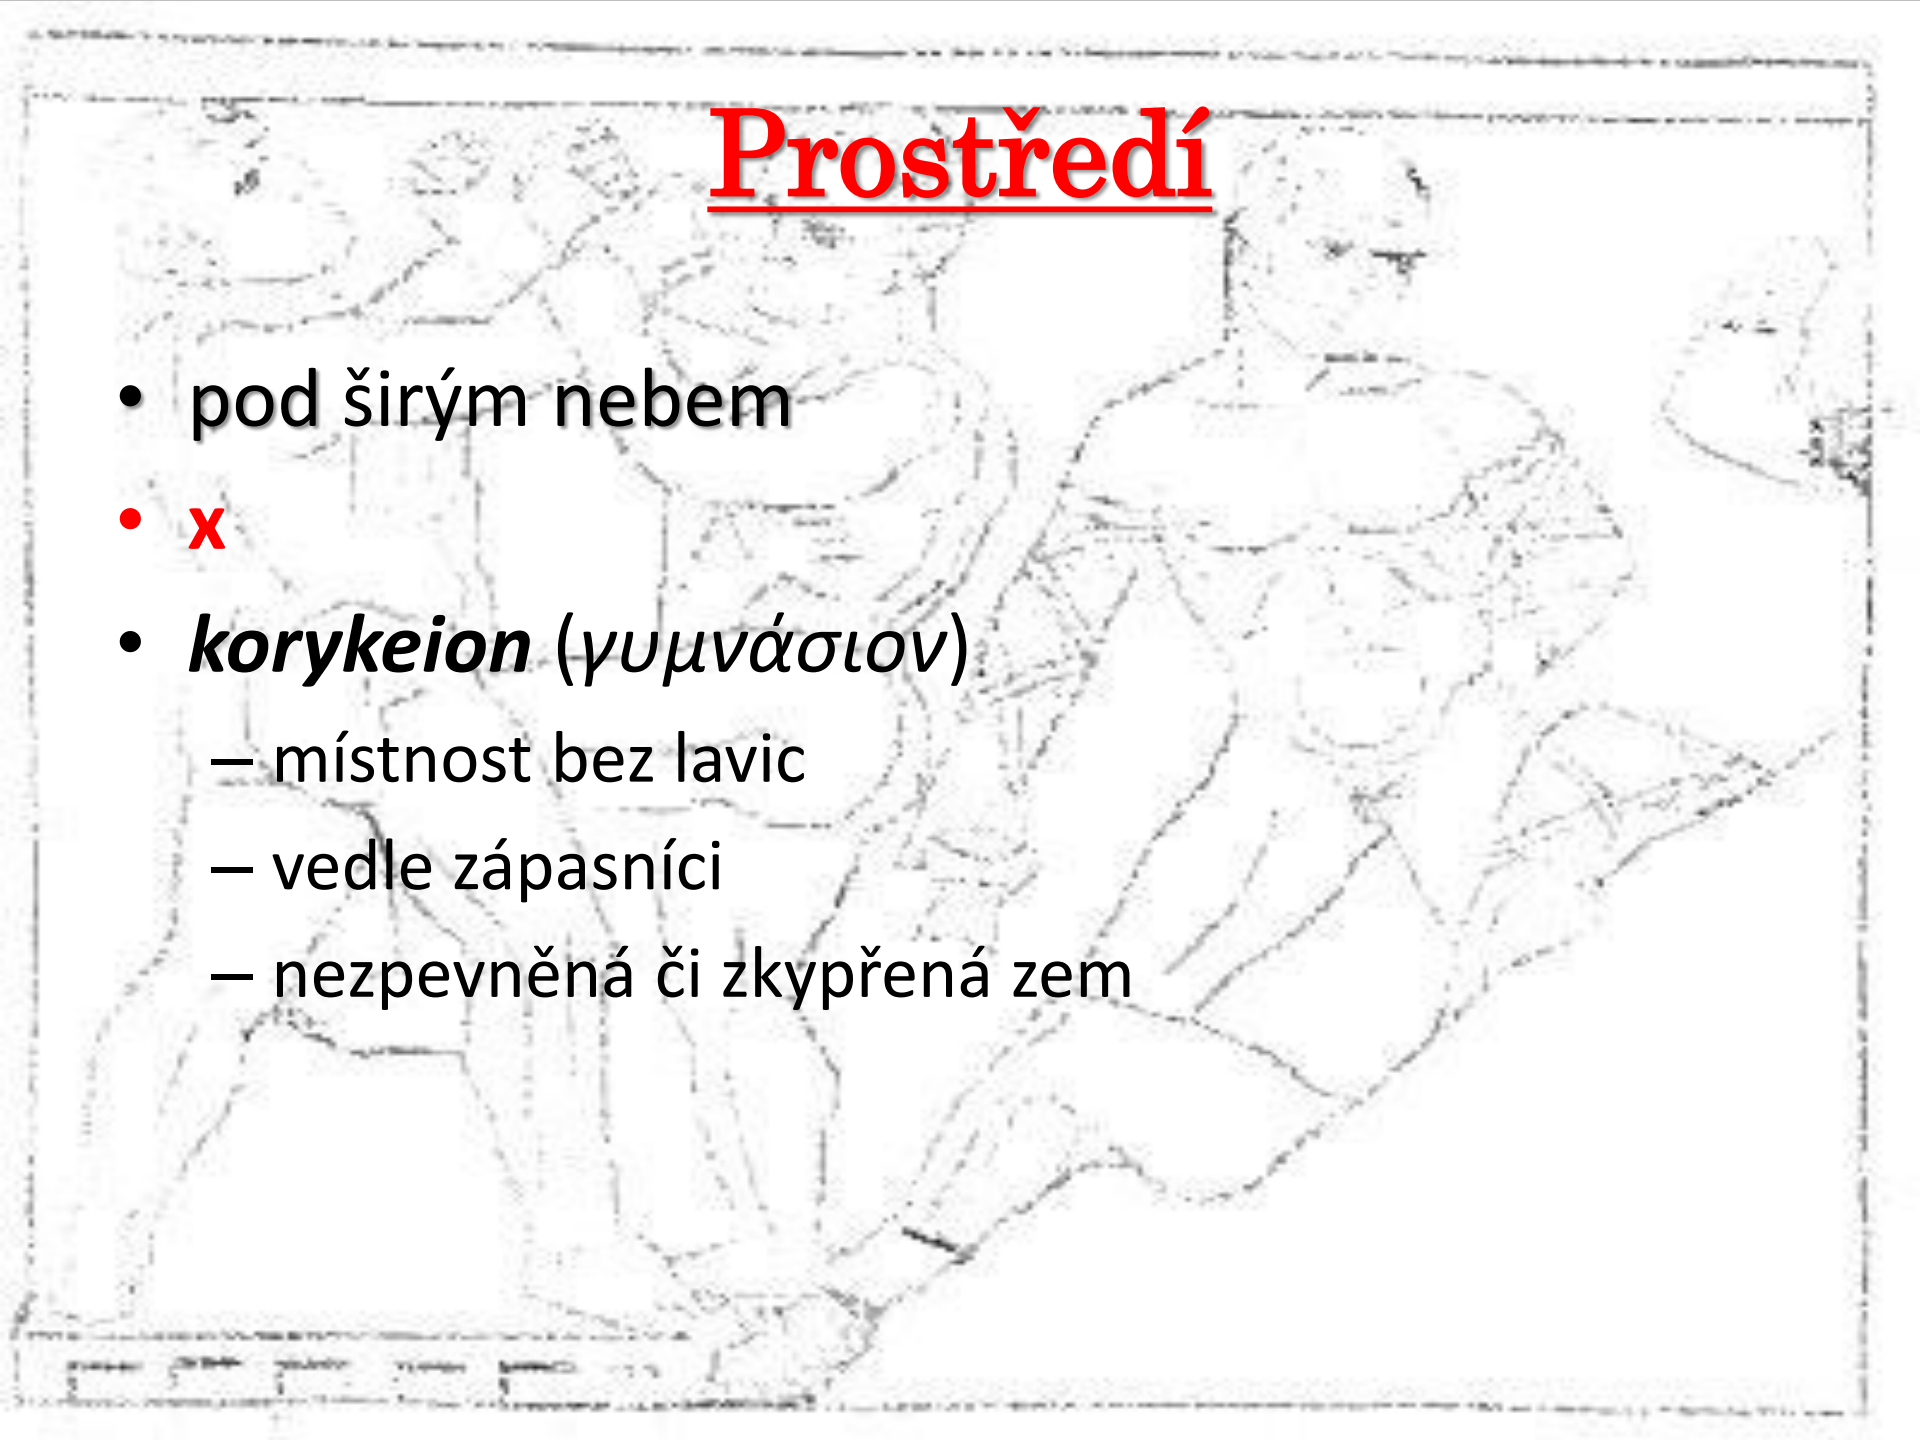 Prostředí
• pod širým nebem
• x
• korykeion (γυμνάσιον)
– místnost bez lavic
– vedle zápasníci
– nezpevněná či zkypřená zem